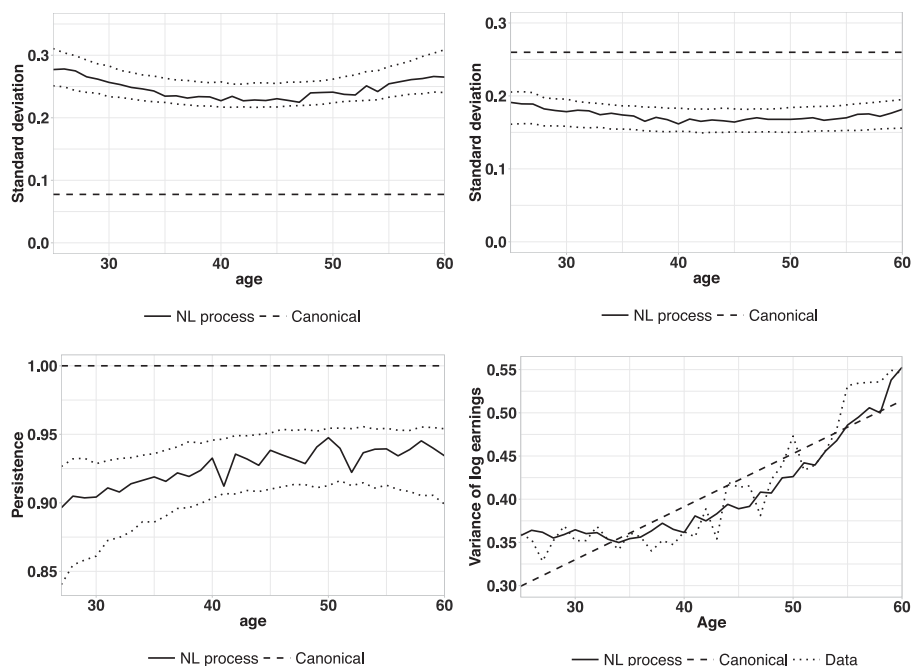 Standard deviation
0.3
0.2
0.1
0.0
30
40
50
60
age
NL process
Canonical
Standard deviation
0.3
0.2
0.1
0.0
30
40
50
60
age
NL process
Canonical
Persistence
1.00
0.95
0.90
0.85
30
40
50
60
age
NL process
Canonical
Variance of log earnings
0.55
0.50
0.45
0.40
0.35
0.30
30
40
50
60
Age
NL process
Canonical
Data